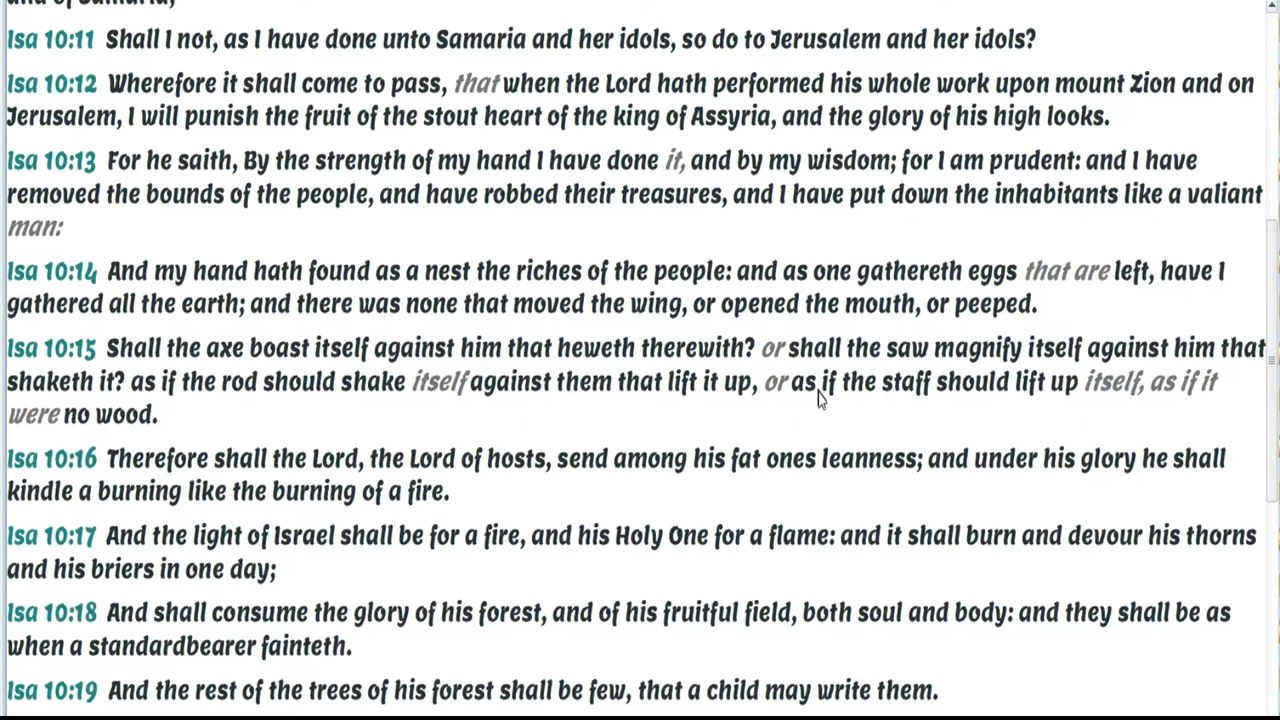 and of Samaria,
Isa 10:11 Shall I not, as I have done unto Samaria and her idols, so do to Jerusalem and her idols?
Isa 10:12 Wherefore it shall come to pass, that when the Lord hath performed his whole work upon mount Zion and on
Jerusalem, I will punish the fruit of the stout heart of the king of Assyria, and the glory of his high looks.
Isa 10:13 For he saith, By the strength of my hand I have done it, and by my wisdom; for I am prudent: and I have
removed the bounds of the people, and have robbed their treasures, and I have put down the inhabitants like a valiant
man:
Isa 10:14 And my hand hath found as a nest the riches of the people: and as one gathereth eggs that are left, have I
gathered all the earth; and there was none that moved the wing, or opened the mouth, or peeped.
Isa 10:15 Shall the axe boast itself against him that heweth therewith? or shall the saw magnify itself against him that
shaketh it? as if the rod should shake itself against them that lift it up, or as if the staff should lift up itself, as if it
were no wood.
Isa 10:16 Therefore shall the Lord, the Lord of hosts, send among his fat ones leanness; and under his glory he shall
kindle a burning like the burning of a fire.
Isa 10:17 And the light of Israel shall be for a fire, and his Holy One for a flame: and it shall burn and devour his thorns
and his briers in one day;
Isa 10:18 And shall consume the glory of his forest, and of his fruitful field, both soul and body: and they shall be as
when a standardbearer fainteth.
Isa 10:19 And the rest of the trees of his forest shall be few, that a child may write them.